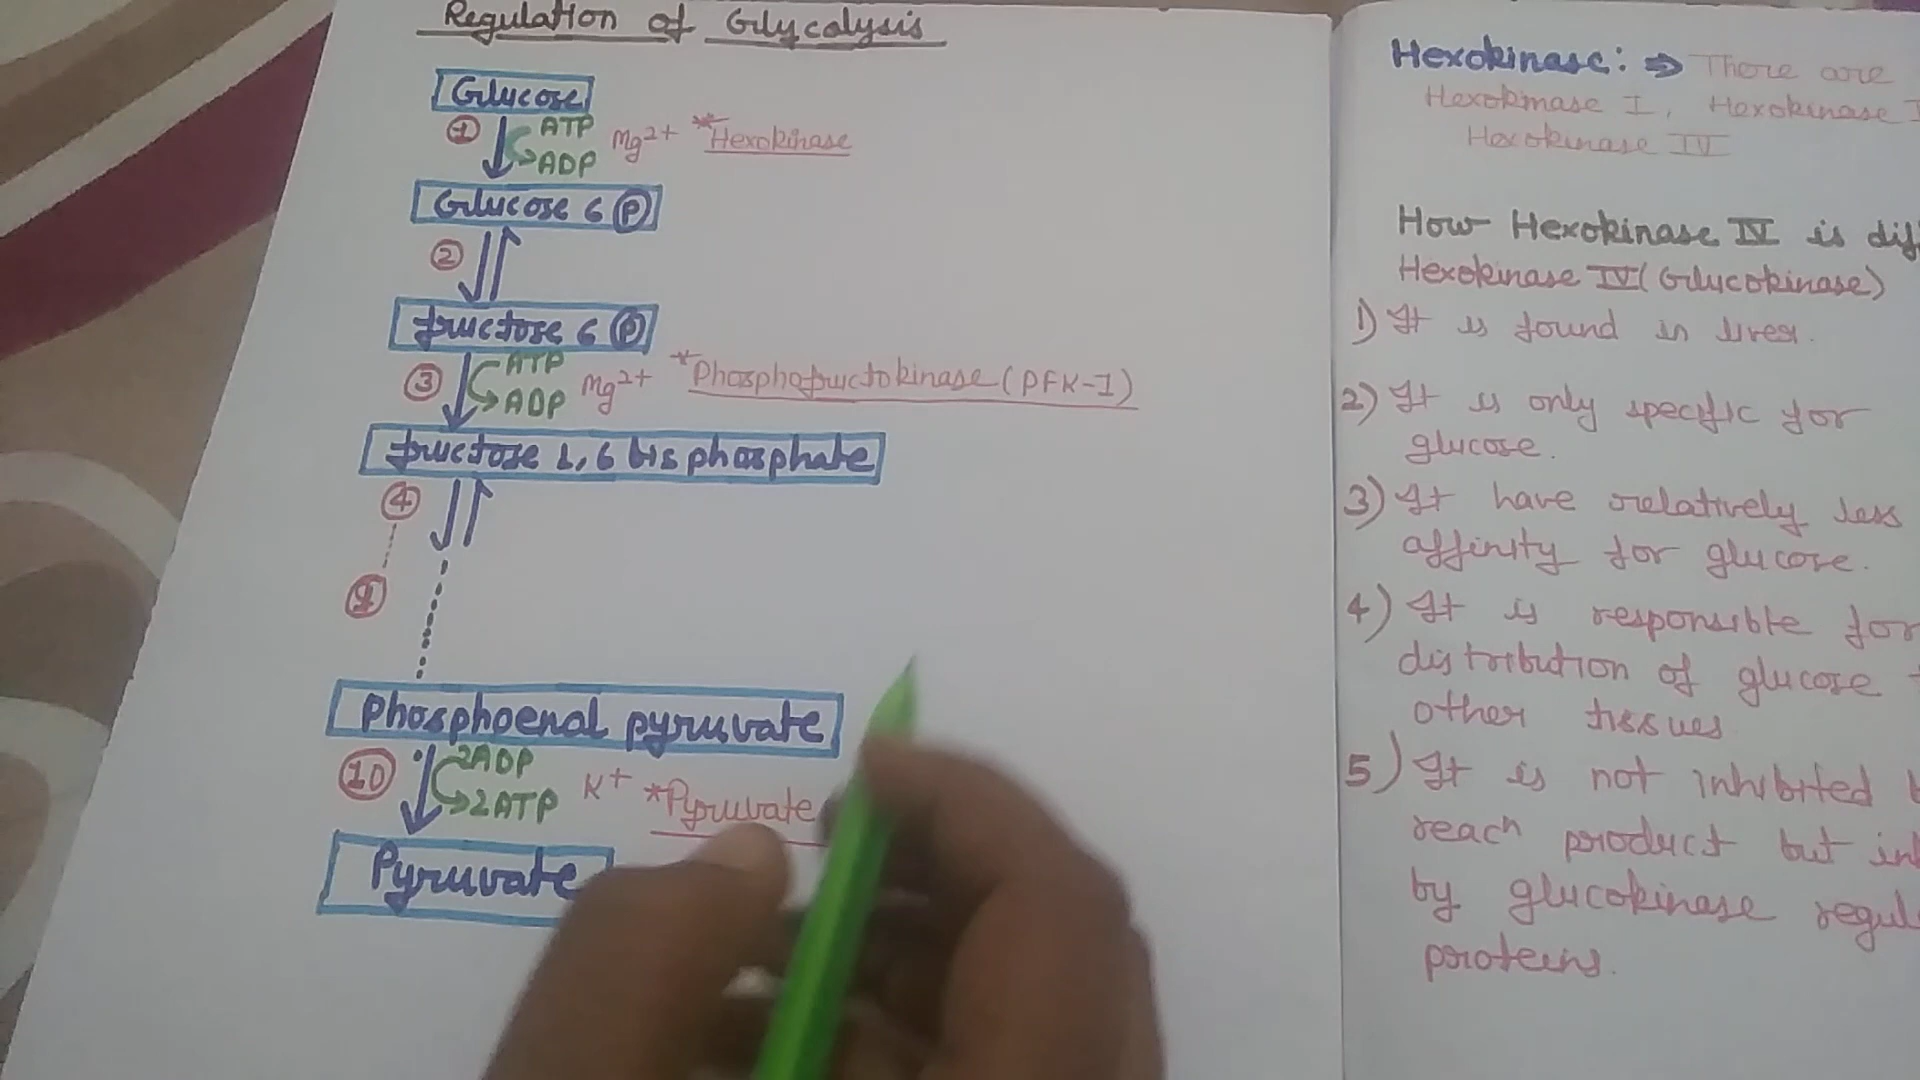 Regulation of Glycolysis
Glucose
1 ATP
ADP
Mg2+ *Hexokinase
Glucose 6 P
2
fructose 6 P
3 ATP
ADP
Mg2+ *Phosphofructokinase (PFK-1)
fructose 1,6 bis phosphate
4
9
Phosphoenol pyruvate
10 2ADP
2ATP
K+ *Pyruvate
Pyruvate
Hexokinase: ⇒ There are
Hexokinase I, Hexokinase
Hexokinase IV
How Hexokinase IV is
Hexokinase IV (Glucokinase)
1) It is found in liver.
2) It is only specific for
glucose.
3) It have relatively less
affinity for glucose.
4) It is responsible for
distribution of glucose
other tissues
5) It is not inhibited
reach product but
by glucokinase
proteins.